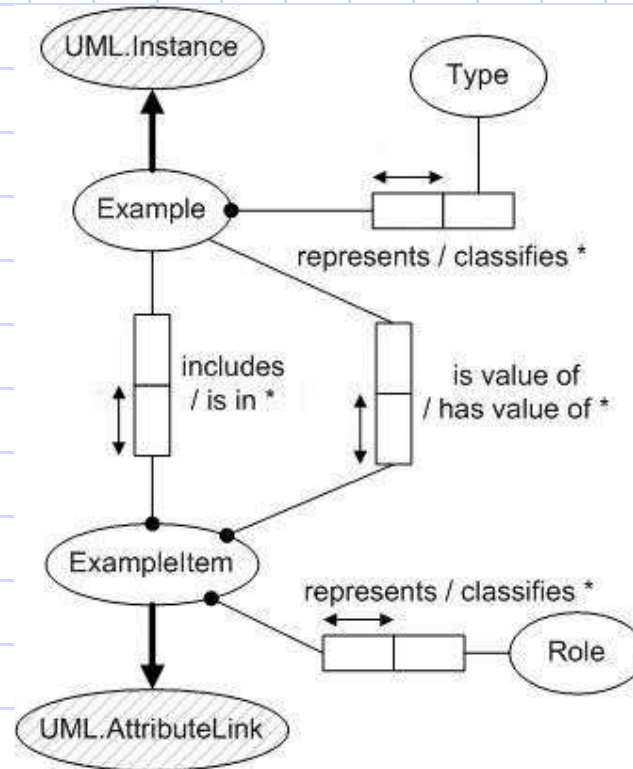 UML.Instance
Type
Example
represents / classifies *
includes
/ is in *
is value of
/ has value of *
ExampleItem
represents / classifies *
Role
UML.AttributeLink